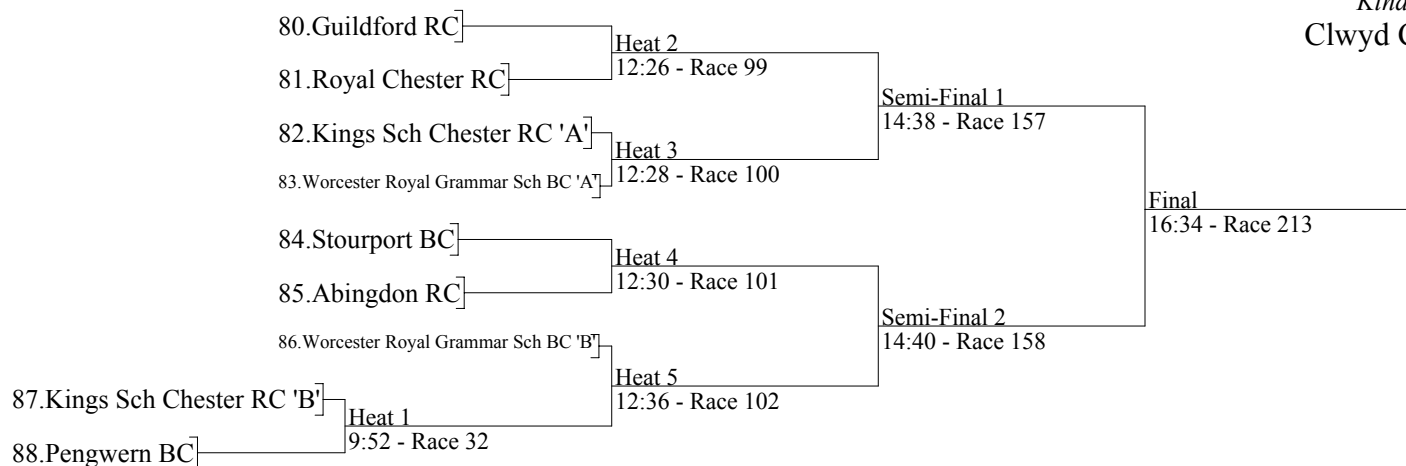 80.Guildford RC
Heat 2
12:26 - Race 99
81.Royal Chester RC
Semi-Final 1
14:38 - Race 157
82.Kings Sch Chester RC 'A'
Heat 3
12:28 - Race 100
83.Worcester Royal Grammar Sch BC 'A'
Final
16:34 - Race 213
84.Stourport BC
Heat 4
12:30 - Race 101
85.Abingdon RC
Semi-Final 2
14:40 - Race 158
86.Worcester Royal Grammar Sch BC 'B'
Heat 5
12:36 - Race 102
87.Kings Sch Chester RC 'B'
Heat 1
9:52 - Race 32
88.Pengwern BC
Clwyd